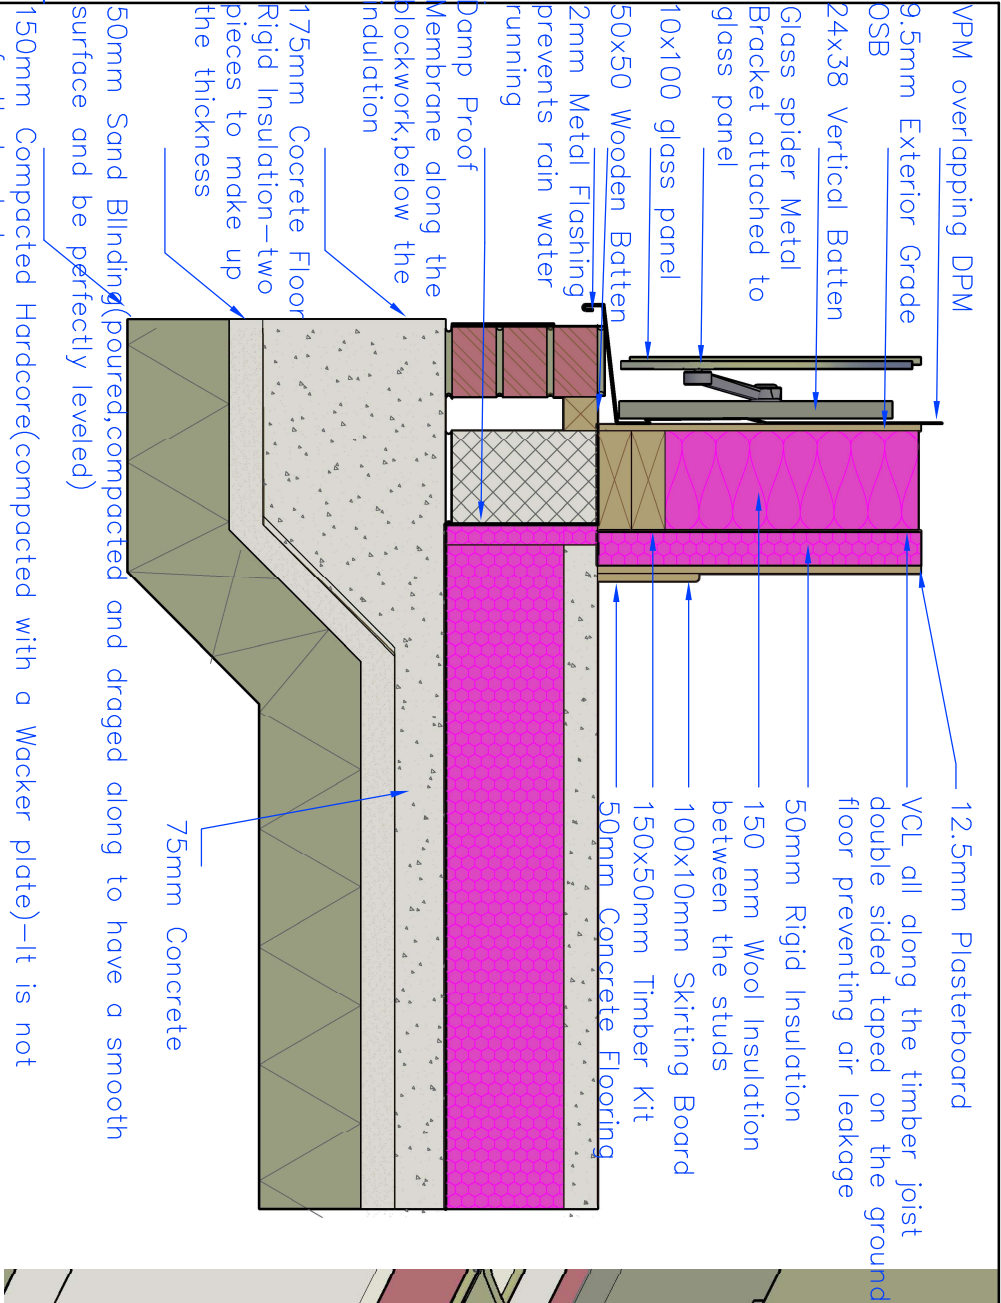 VPM overlapping DPM
9.5mm Exterior Grade
OSB
24x38 Vertical Batten
Glass spider Metal
Bracket attached to
glass panel
10x100 glass panel
50x50 Wooden Batten
2mm Metal Flashing
prevents rain water
running
Damp Proof
Membrane along the
blockwork,below the
indulation
175mm Cocrete Floor
Rigid Insulation-two
pieces to make up
the thickness
50mm Sand Blinding(poured,compacted and draged along to have a smooth
surface and be perfectly leveled)
150mm Compacted Hardcore(compacted with a Wacker plate)-It is not
12.5mm Plasterboard
VCL all along the timber joist
double sided taped on the ground
floor preventing air leakage
50mm Rigid Insulation
150 mm Wool Insulation
between the studs
100x10mm Skirting Board
150x50mm Timber Kit
50mm Concrete Flooring
75mm Concrete